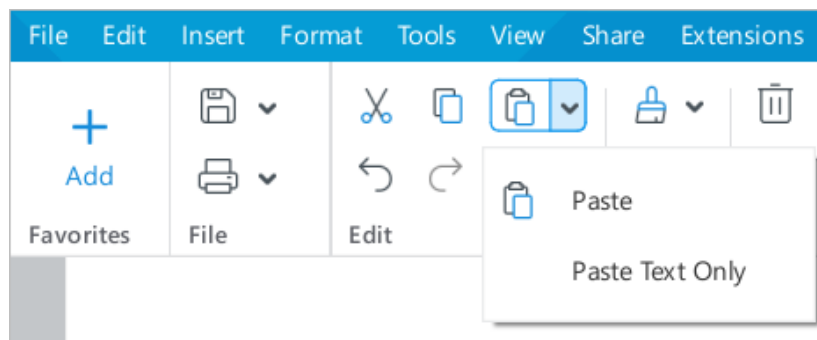 File Edit Insert Format Tools View Share Extensions
Add
Favorites File Edit
Paste
Paste Text Only